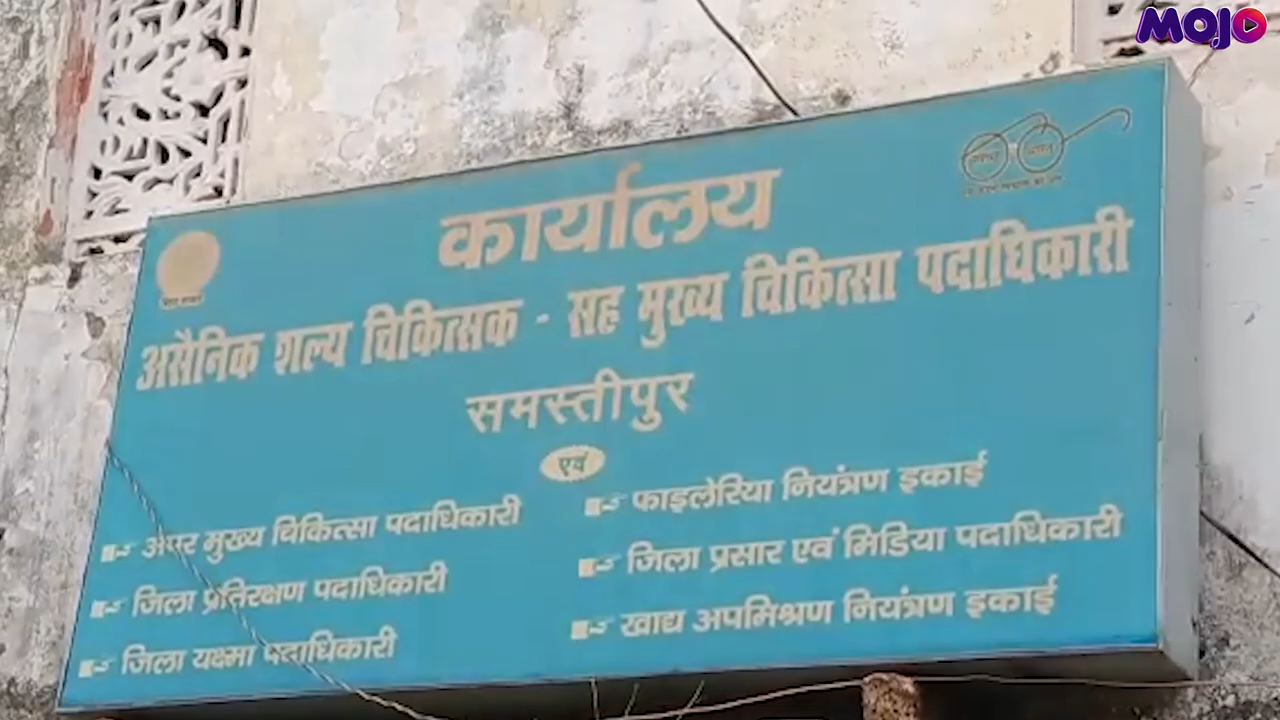 MOJO
कार्यालय
असैनिक शल्य चिकित्सक - सह मुख्य चिकित्सा पदाधिकारी
समस्तीपुर
एवं
अपर मुख्य चिकित्सा पदाधिकारी
जिला प्रतिरक्षण पदाधिकारी
जिला यक्ष्मा पदाधिकारी
फाइलेरिया नियंत्रण इकाई
जिला प्रसार एवं मिडिया पदाधिकारी
खाद्य अपमिश्रण नियंत्रण इकाई